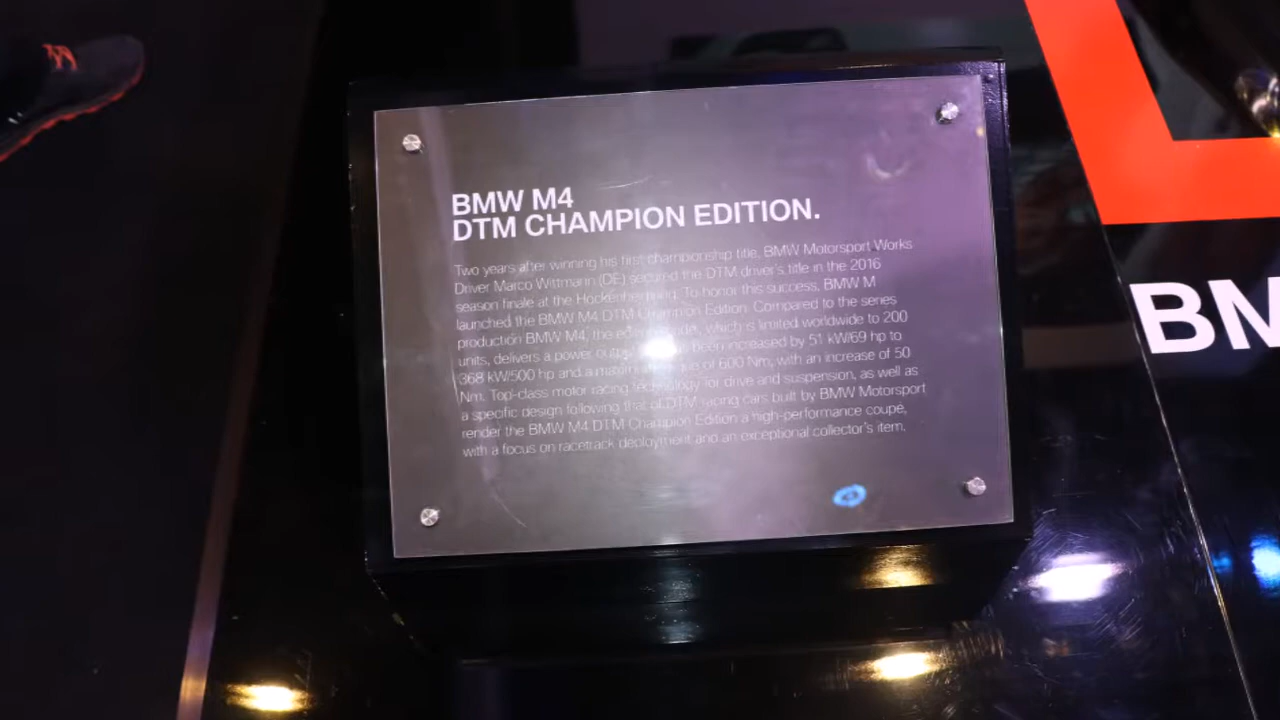 BMW M4
DTM CHAMPION EDITION.
Two years after winning his first championship title, BMW Motorsport Works
Driver Marco Wittmann (DE) secured the DTM driver's title in the 2016
season finale at the Hockenheimring. To honor this success, BMW M
launched the BMW M4 DTM Champion Edition. Compared to the series
production BMW M4, the which is limited worldwide to 200
units, delivers a power been increased by 51 kW/69 hp to
368 kW/500 hp and a maximum of 600 Nm, with an increase of 50
Nm. Top-class motor racing technology for drive and suspension, as well as
a specific design following that of DTM racing cars built by BMW Motorsport
render the BMW M4 DTM Champion Edition a high-performance coupe,
with a focus on racetrack deployment and an exceptional collector's item.
BM